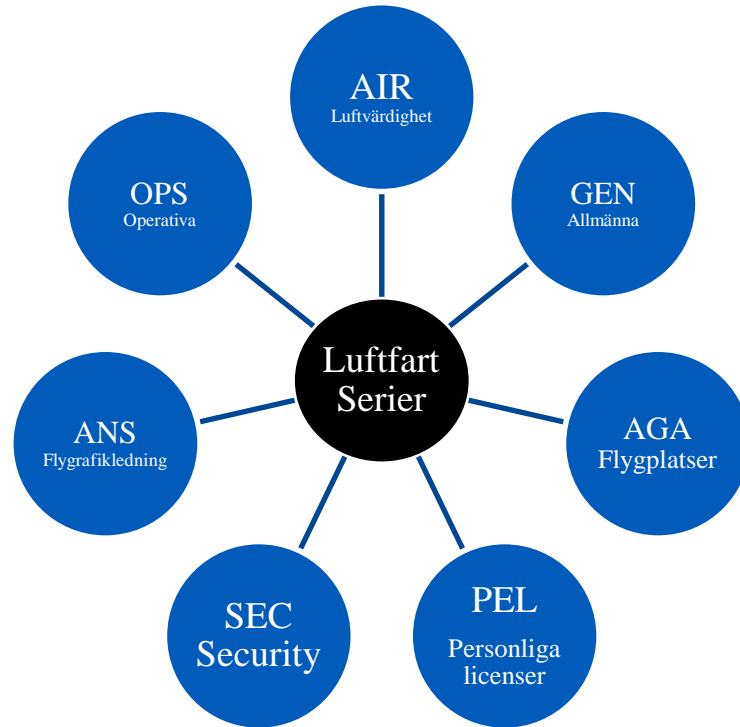 AIR
Luftvärdighet
OPS
Operativa
GEN
Allmänna
Luftfart
Serier
ANS
Flygrafikledning
AGA
Flygplatser
SEC
Security
PEL
Personliga
licenser